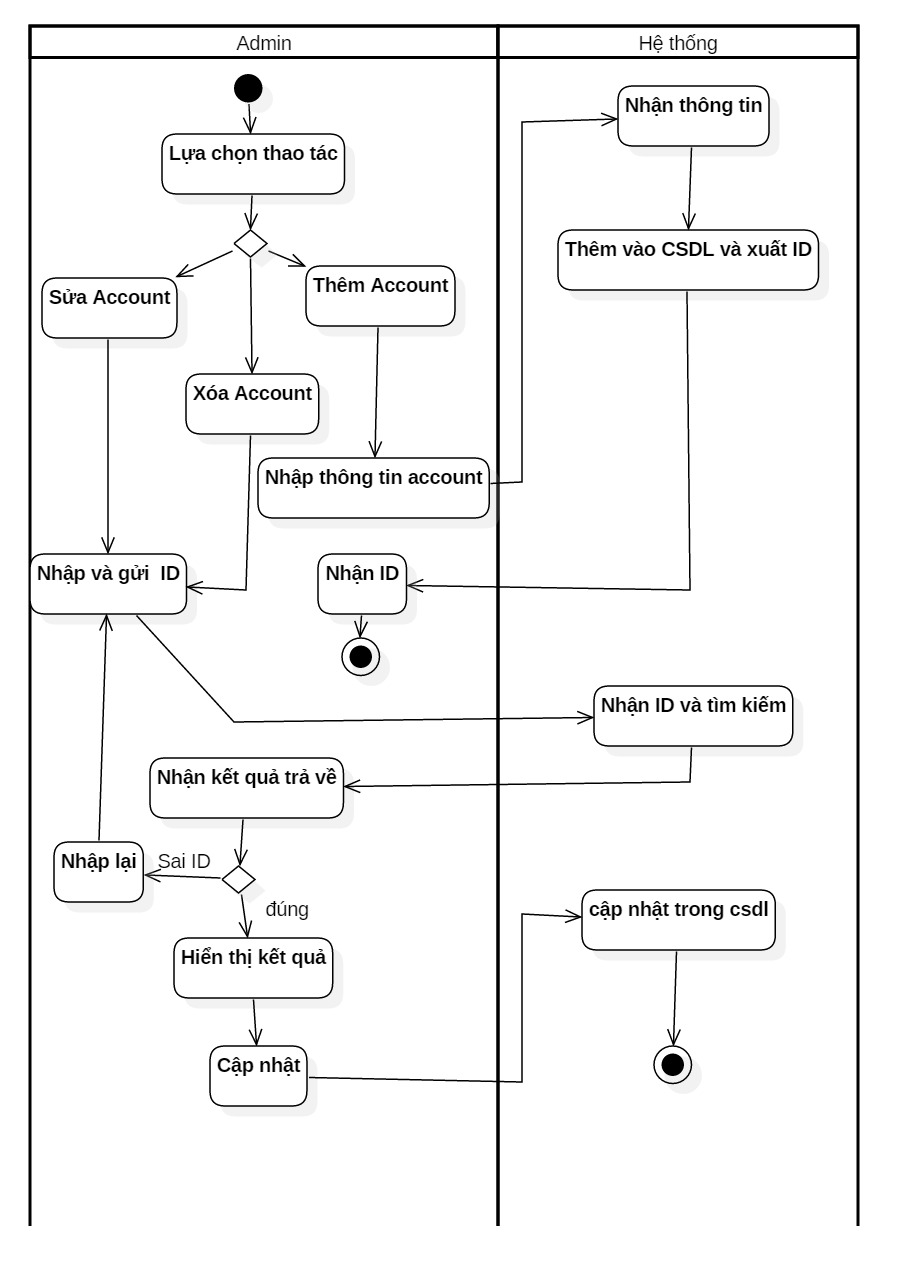 Admin
Hệ thống
Nhận thông tin
Lựa chọn thao tác
Thêm vào CSDL và xuất ID
Thêm Account
Sửa Account
Xóa Account
Nhập thông tin account
Nhập và gửi  ID
Nhận ID
Nhận ID và tìm kiếm
Nhận kết quả trả về
Nhập lại
Sai ID
đúng
cập nhật trong csdl
Hiển thị kết quả
Cập nhật